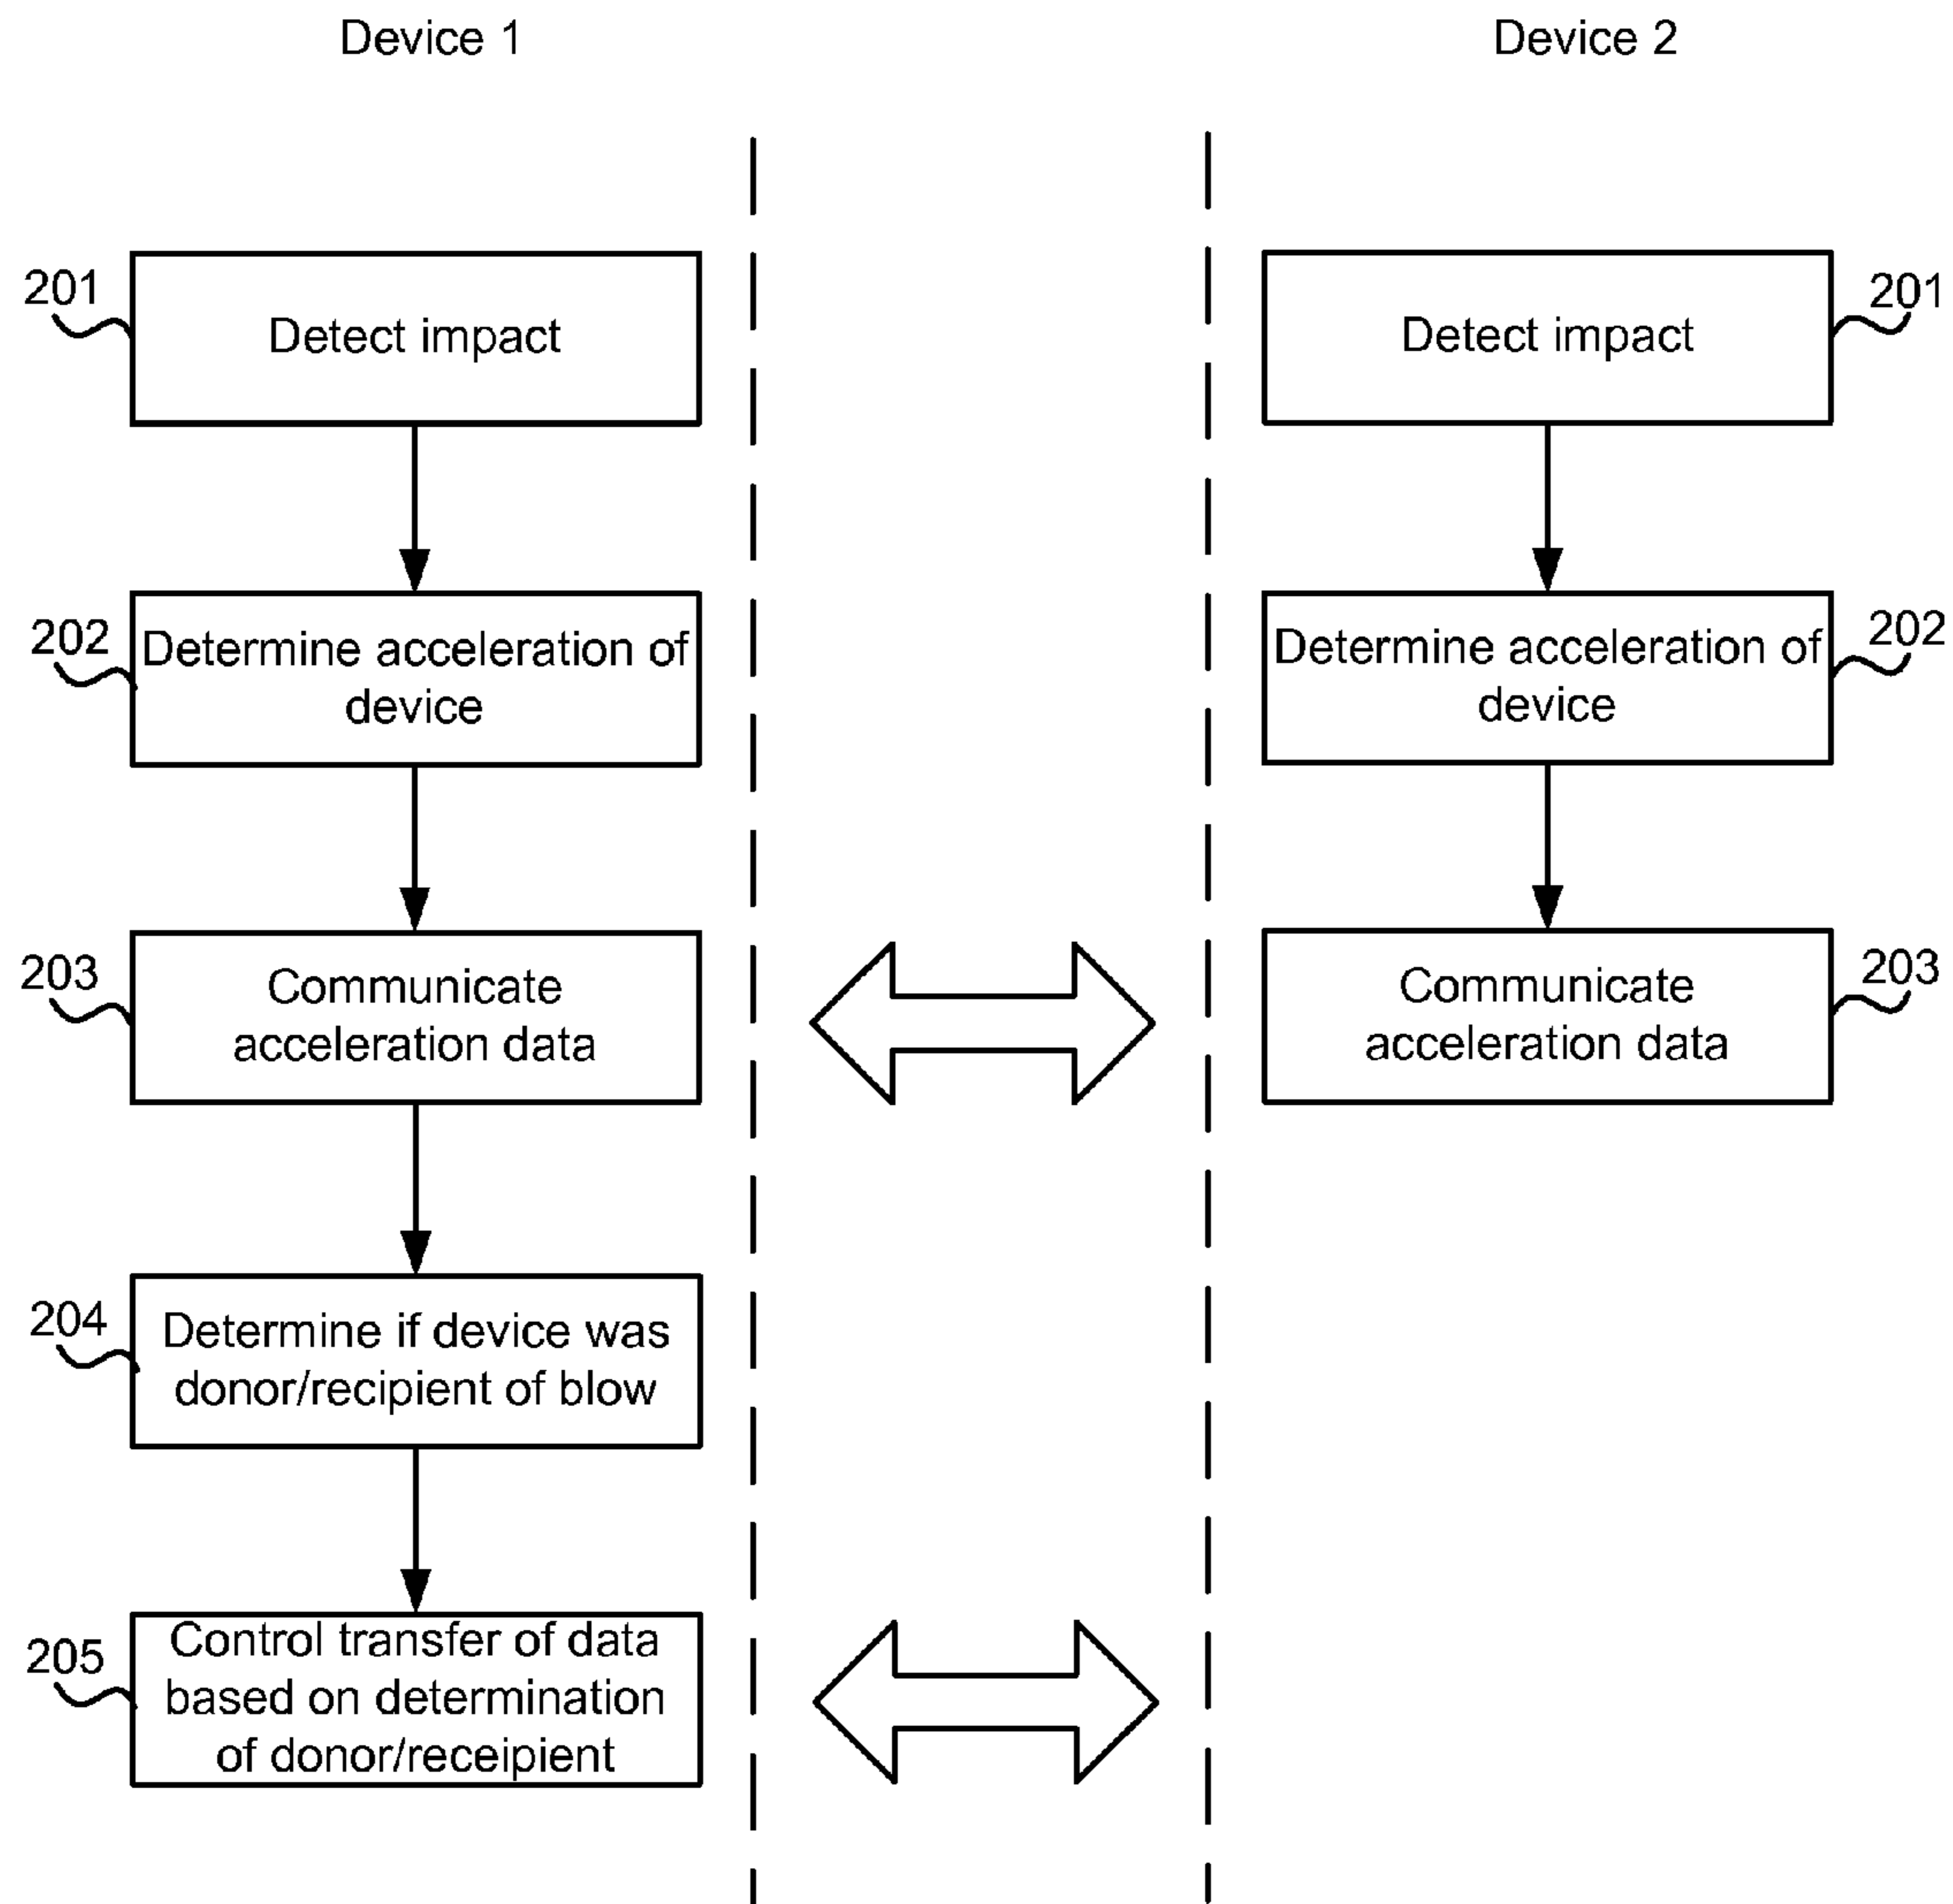 Device 1
Device 2
201
Detect impact
Detect impact
201
202
Determine acceleration of
device
Determine acceleration of
device
202
203
Communicate
acceleration data
Communicate
acceleration data
203
204
Determine if device was
donor/recipient of blow
205
Control transfer of data
based on determination
of donor/receipient